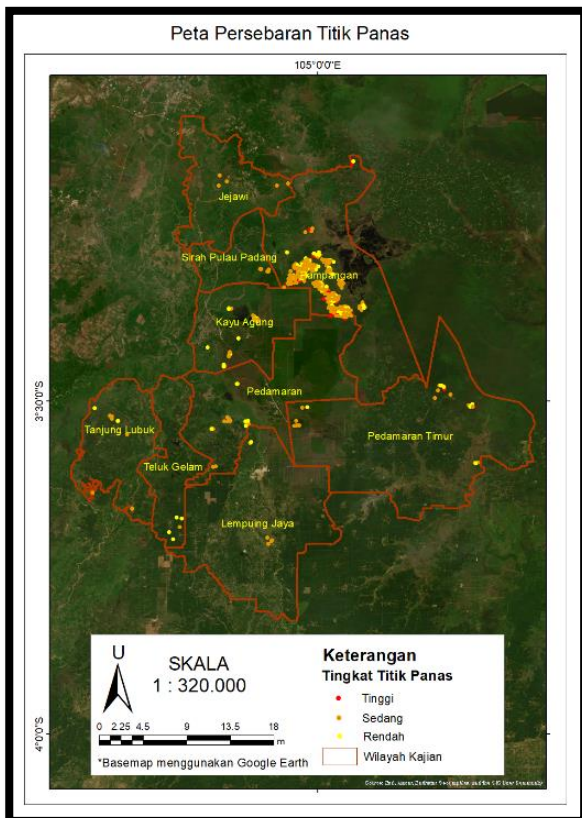 Peta Persebaran Titik Panas
105°0'0"E
Jejawi
Sirah Pulau Padang
Pampangan
Kayu Agung
Pedamaran
3°30'0"S
Tanjung Lubuk
Pedamaran Timur
Teluk Gelam
Lempuing Jaya
U
SKALA
1 : 320.000
0 2.25 4.5 9 13.5 18
m
*Basemap menggunakan Google Earth
Keterangan
Tingkat Titik Panas
Tinggi
Sedang
Rendah
Wilayah Kajian
4°0'0"S